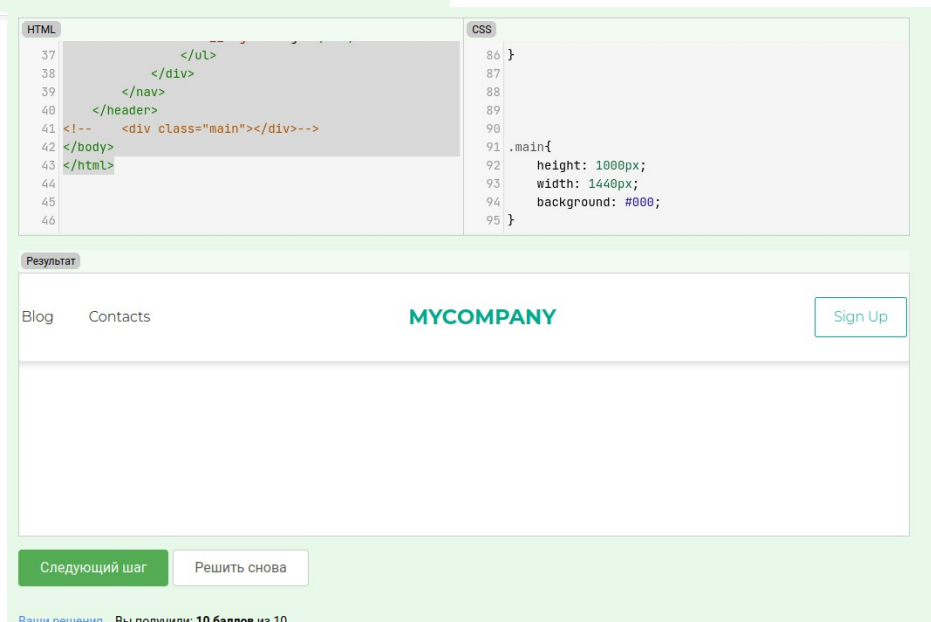 HTML
37 </ul>
38 </div>
39 </nav>
40 </header>
41 <!-- <div class="main"></div>-->
42 </body>
43 </html>
44
45
46
CSS
86 }
87
88
89
90
91 .main{
92 height: 1000px;
93 width: 1440px;
94 background: #000;
95 }
Результат
Blog Contacts MYCOMPANY Sign Up
Следующий шаг Решить снова
Ваши решения Вы получили: 10 баллов из 10